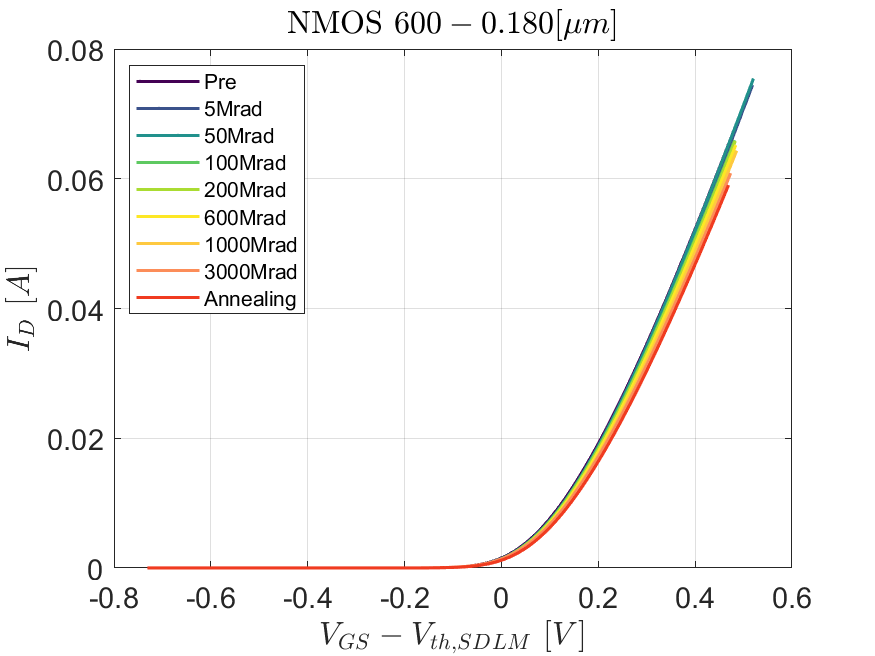 NMOS 600 − 0.180[μm]
0.08
0.06
0.04
0.02
0
I_D [A]
Pre
5Mrad
50Mrad
100Mrad
200Mrad
600Mrad
1000Mrad
3000Mrad
Annealing
-0.8 -0.6 -0.4 -0.2 0 0.2 0.4 0.6
V_GS − V_th,SDLM [V]